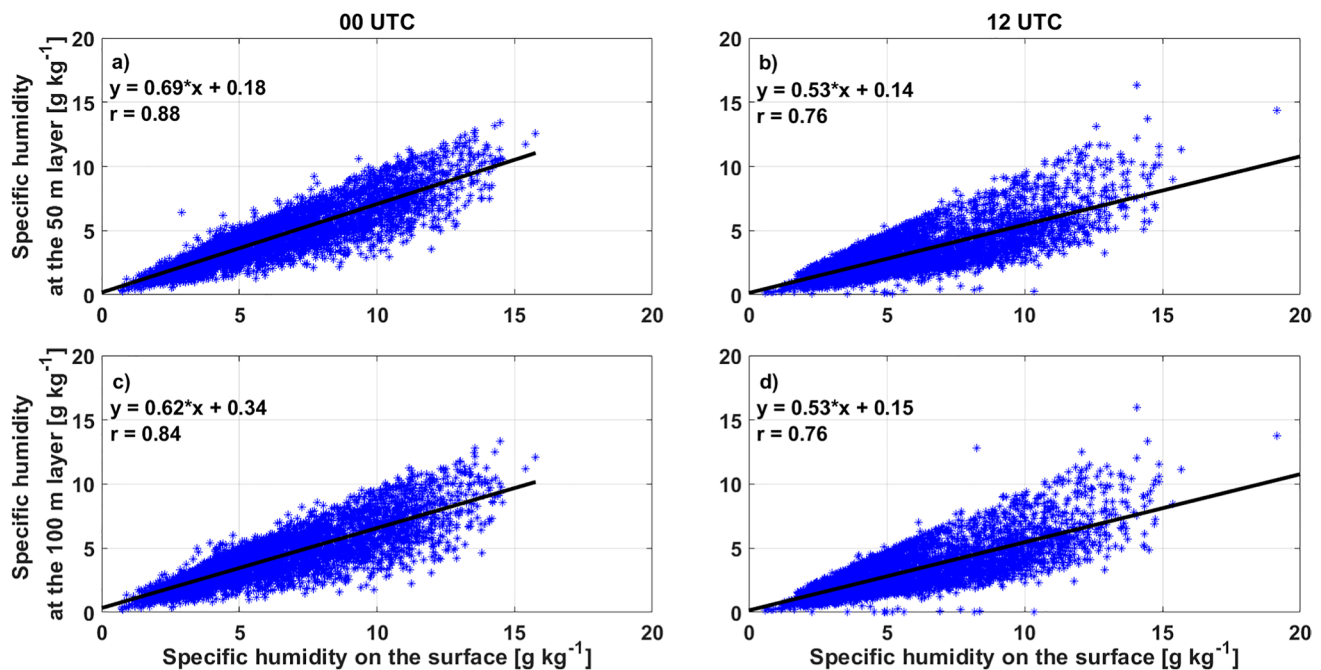 00 UTC
12 UTC
Specific humidity
at the 50 m layer [g kg⁻¹]
20
15
10
5
0
a)
y = 0.69*x + 0.18
r = 0.88
0 5 10 15 20
20
15
10
5
0
b)
y = 0.53*x + 0.14
r = 0.76
0 5 10 15 20
Specific humidity
at the 100 m layer [g kg⁻¹]
20
15
10
5
0
c)
y = 0.62*x + 0.34
r = 0.84
0 5 10 15 20
Specific humidity on the surface [g kg⁻¹]
20
15
10
5
0
d)
y = 0.53*x + 0.15
r = 0.76
0 5 10 15 20
Specific humidity on the surface [g kg⁻¹]